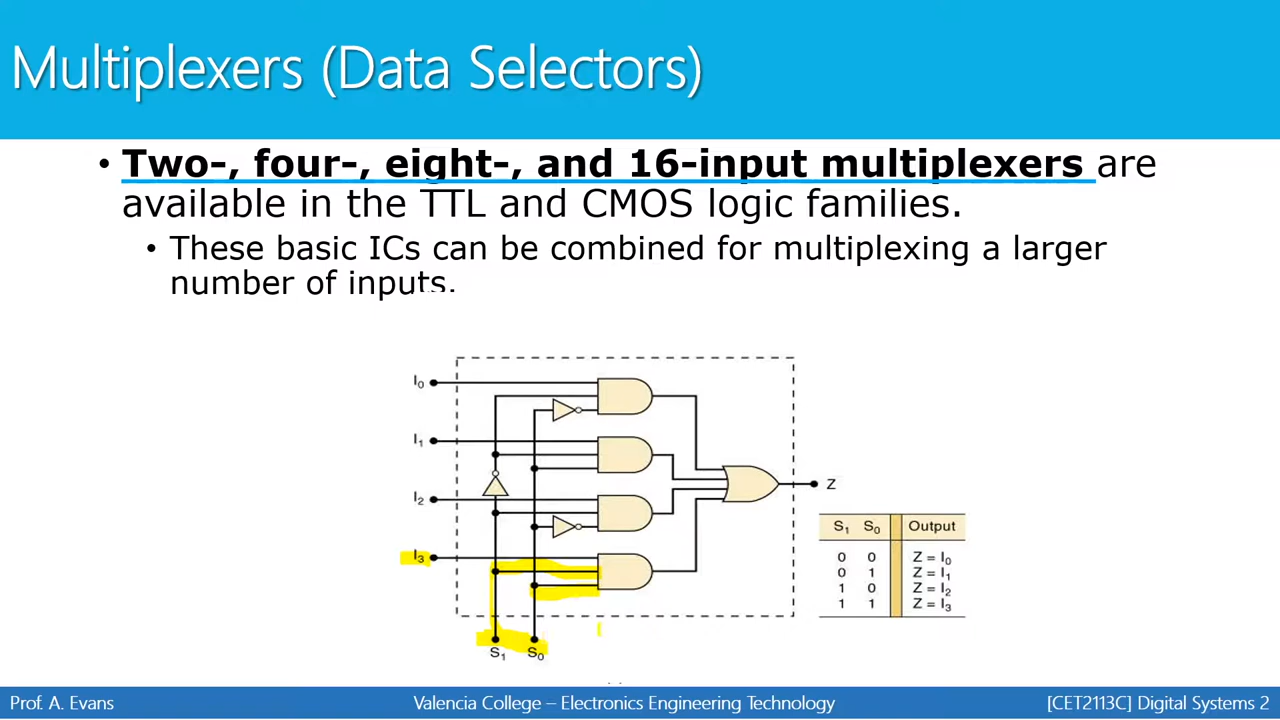 Multiplexers (Data Selectors)
• Two-, four-, eight-, and 16-input multiplexers are
available in the TTL and CMOS logic families.
• These basic ICs can be combined for multiplexing a larger
number of inputs.
I₀
I₁
I₂
I₃
S₁ S₀
Z
S₁ S₀ Output
0 0 Z = I₀
0 1 Z = I₁
1 0 Z = I₂
1 1 Z = I₃
Prof. A. Evans Valencia College – Electronics Engineering Technology [CET2113C] Digital Systems 2